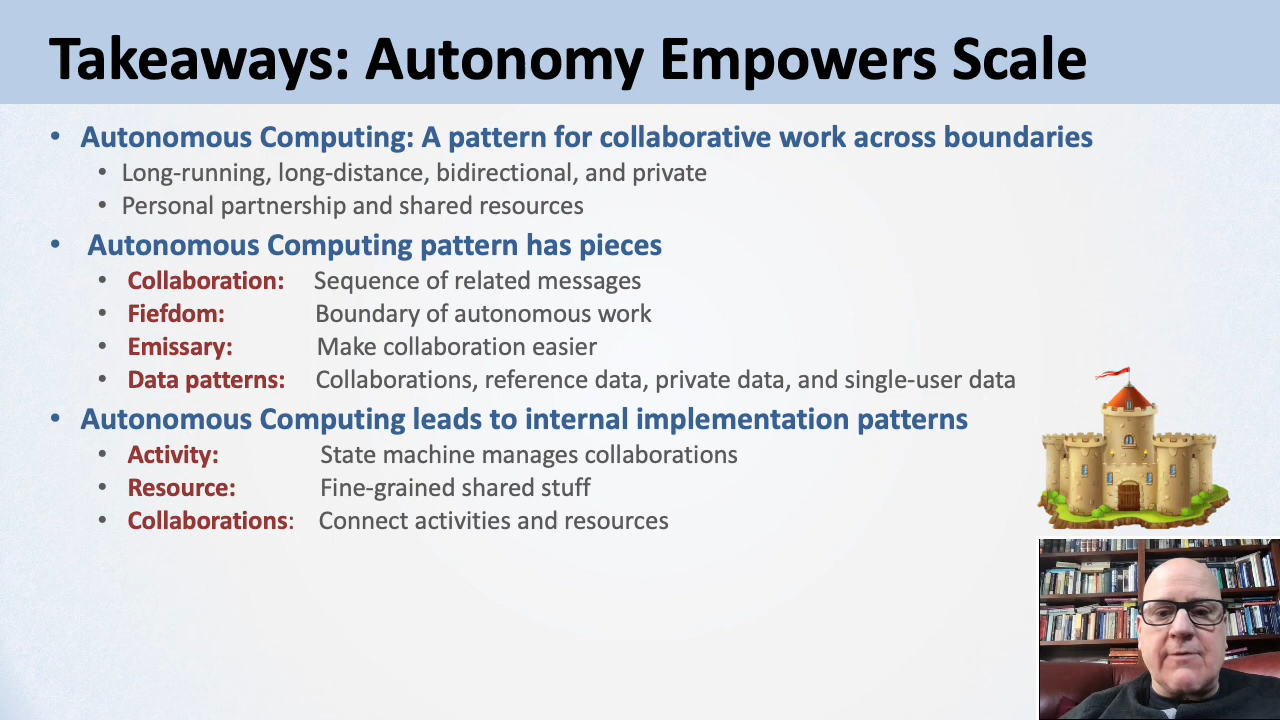 Takeaways: Autonomy Empowers Scale
• Autonomous Computing: A pattern for collaborative work across boundaries
• Long-running, long-distance, bidirectional, and private
• Personal partnership and shared resources
• Autonomous Computing pattern has pieces
• Collaboration: Sequence of related messages
• Fiefdom: Boundary of autonomous work
• Emissary: Make collaboration easier
• Data patterns: Collaborations, reference data, private data, and single-user data
• Autonomous Computing leads to internal implementation patterns
• Activity: State machine manages collaborations
• Resource: Fine-grained shared stuff
• Collaborations: Connect activities and resources